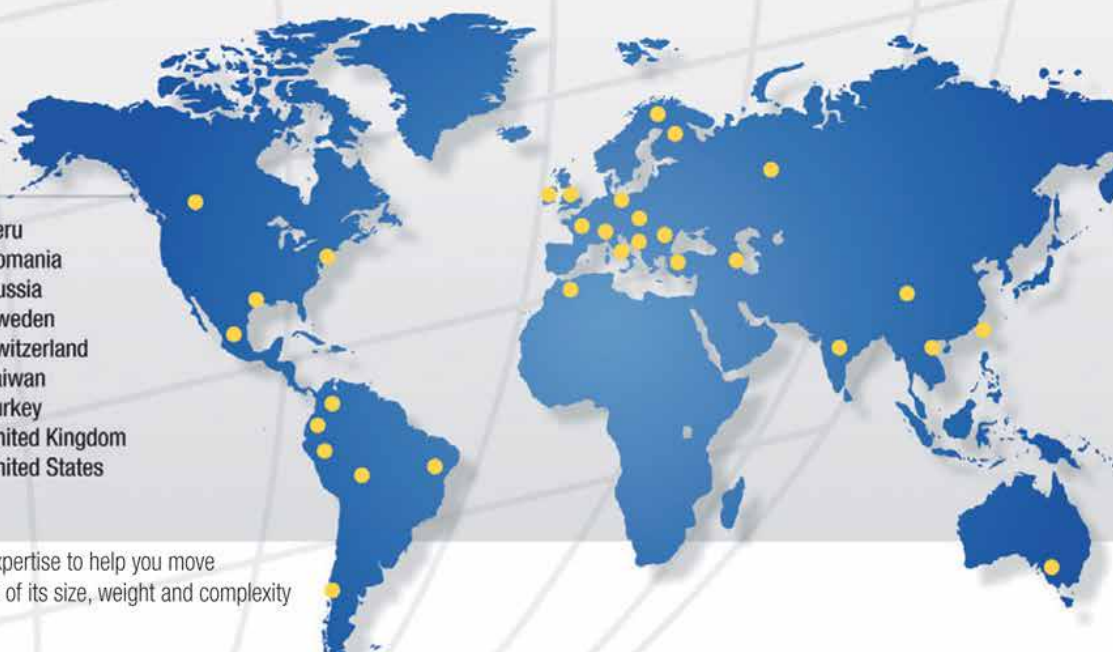 eru
omania
ussia
weden
witzerland
aiwan
urkey
nited Kingdom
nited States
xpertise to help you move
of its size, weight and complexity